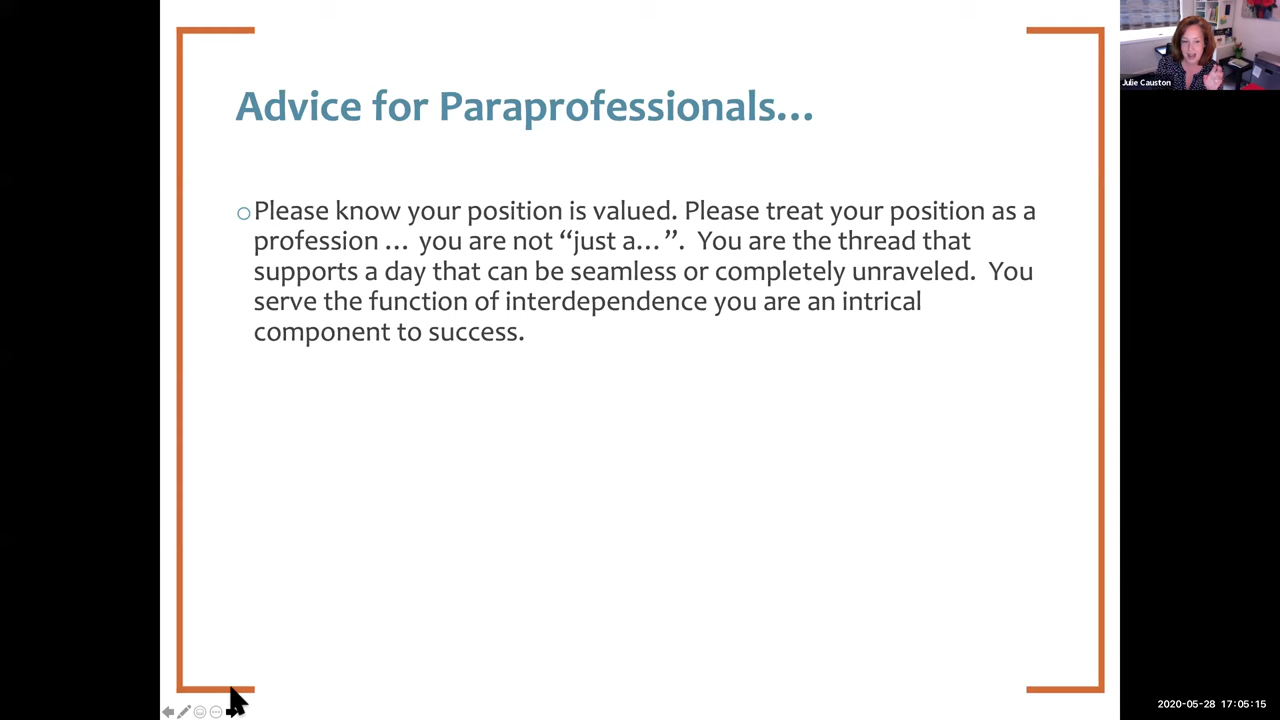 Advice for Paraprofessionals…
Please know your position is valued. Please treat your position as a
profession … you are not “just a…”. You are the thread that
supports a day that can be seamless or completely unraveled. You
serve the function of interdependence you are an intrical
component to success.
Julie Causton
2020-05-28 17:05:15